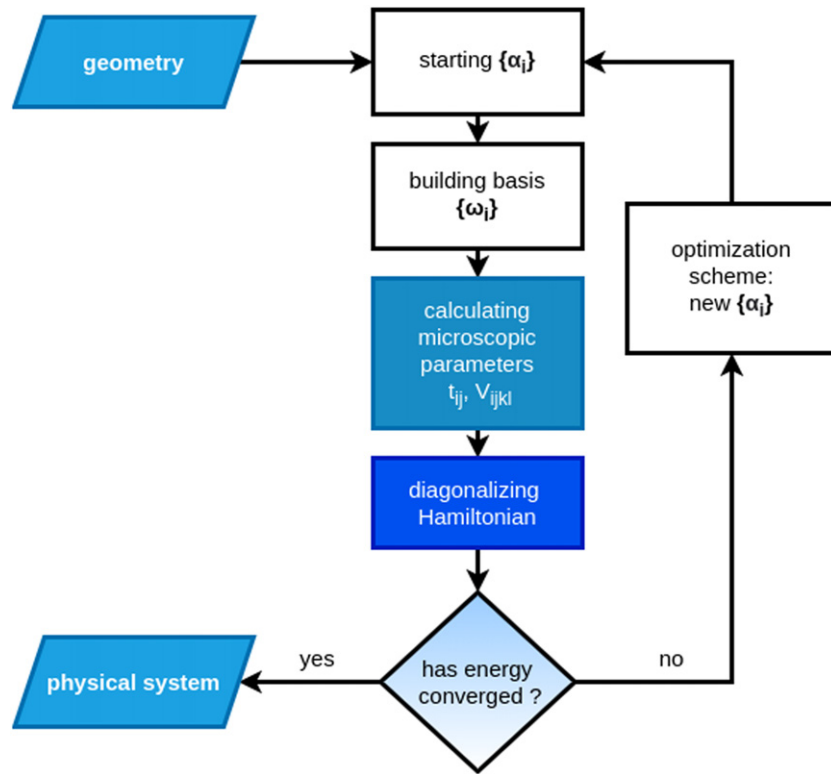 geometry
starting {αᵢ}
building basis
{ωᵢ}
optimization
scheme:
new {αᵢ}
calculating
microscopic
parameters
tᵢⱼ, Vᵢⱼₖₗ
diagonalizing
Hamiltonian
has energy
converged ?
yes
no
physical system